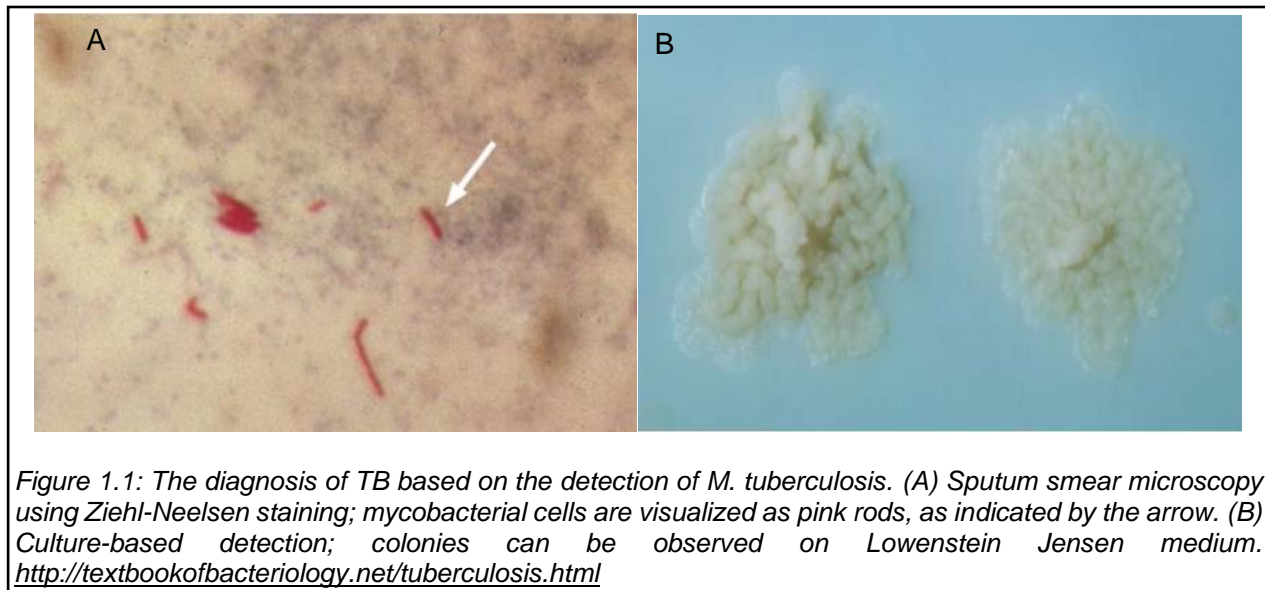 A
B
Figure 1.1: The diagnosis of TB based on the detection of M. tuberculosis. (A) Sputum smear microscopy
using Ziehl-Neelsen staining; mycobacterial cells are visualized as pink rods, as indicated by the arrow. (B)
Culture-based detection; colonies can be observed on Lowenstein Jensen medium.
http://textbookofbacteriology.net/tuberculosis.html